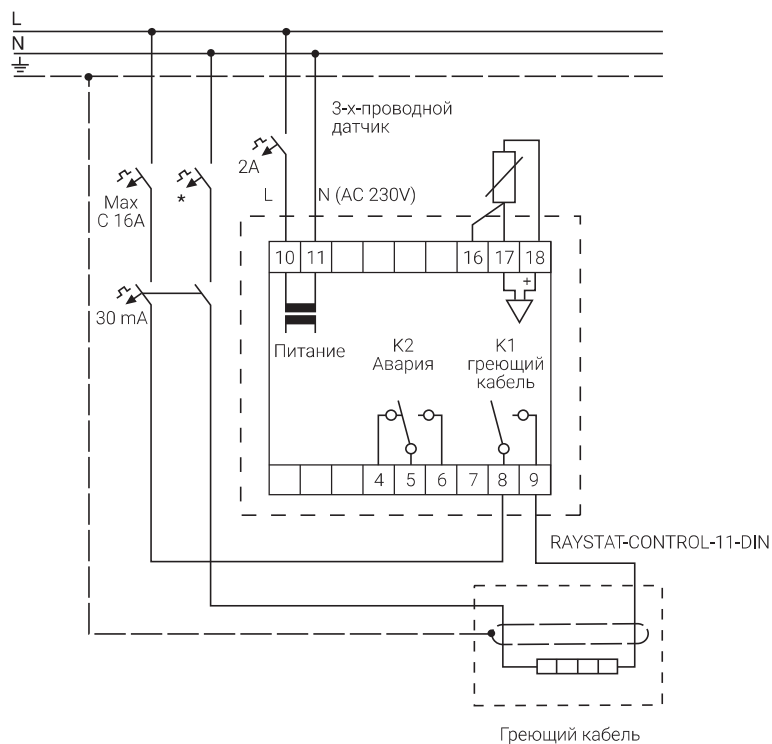 L
N
3-х-проводной
датчик
2A
L
N (AC 230V)
Max
C 16A
*
10 11 16 17 18
+
30 mA
Питание
K2
Авария
K1
греющий
кабель
4 5 6 7 8 9
RAYSTAT-CONTROL-11-DIN
Греющий кабель